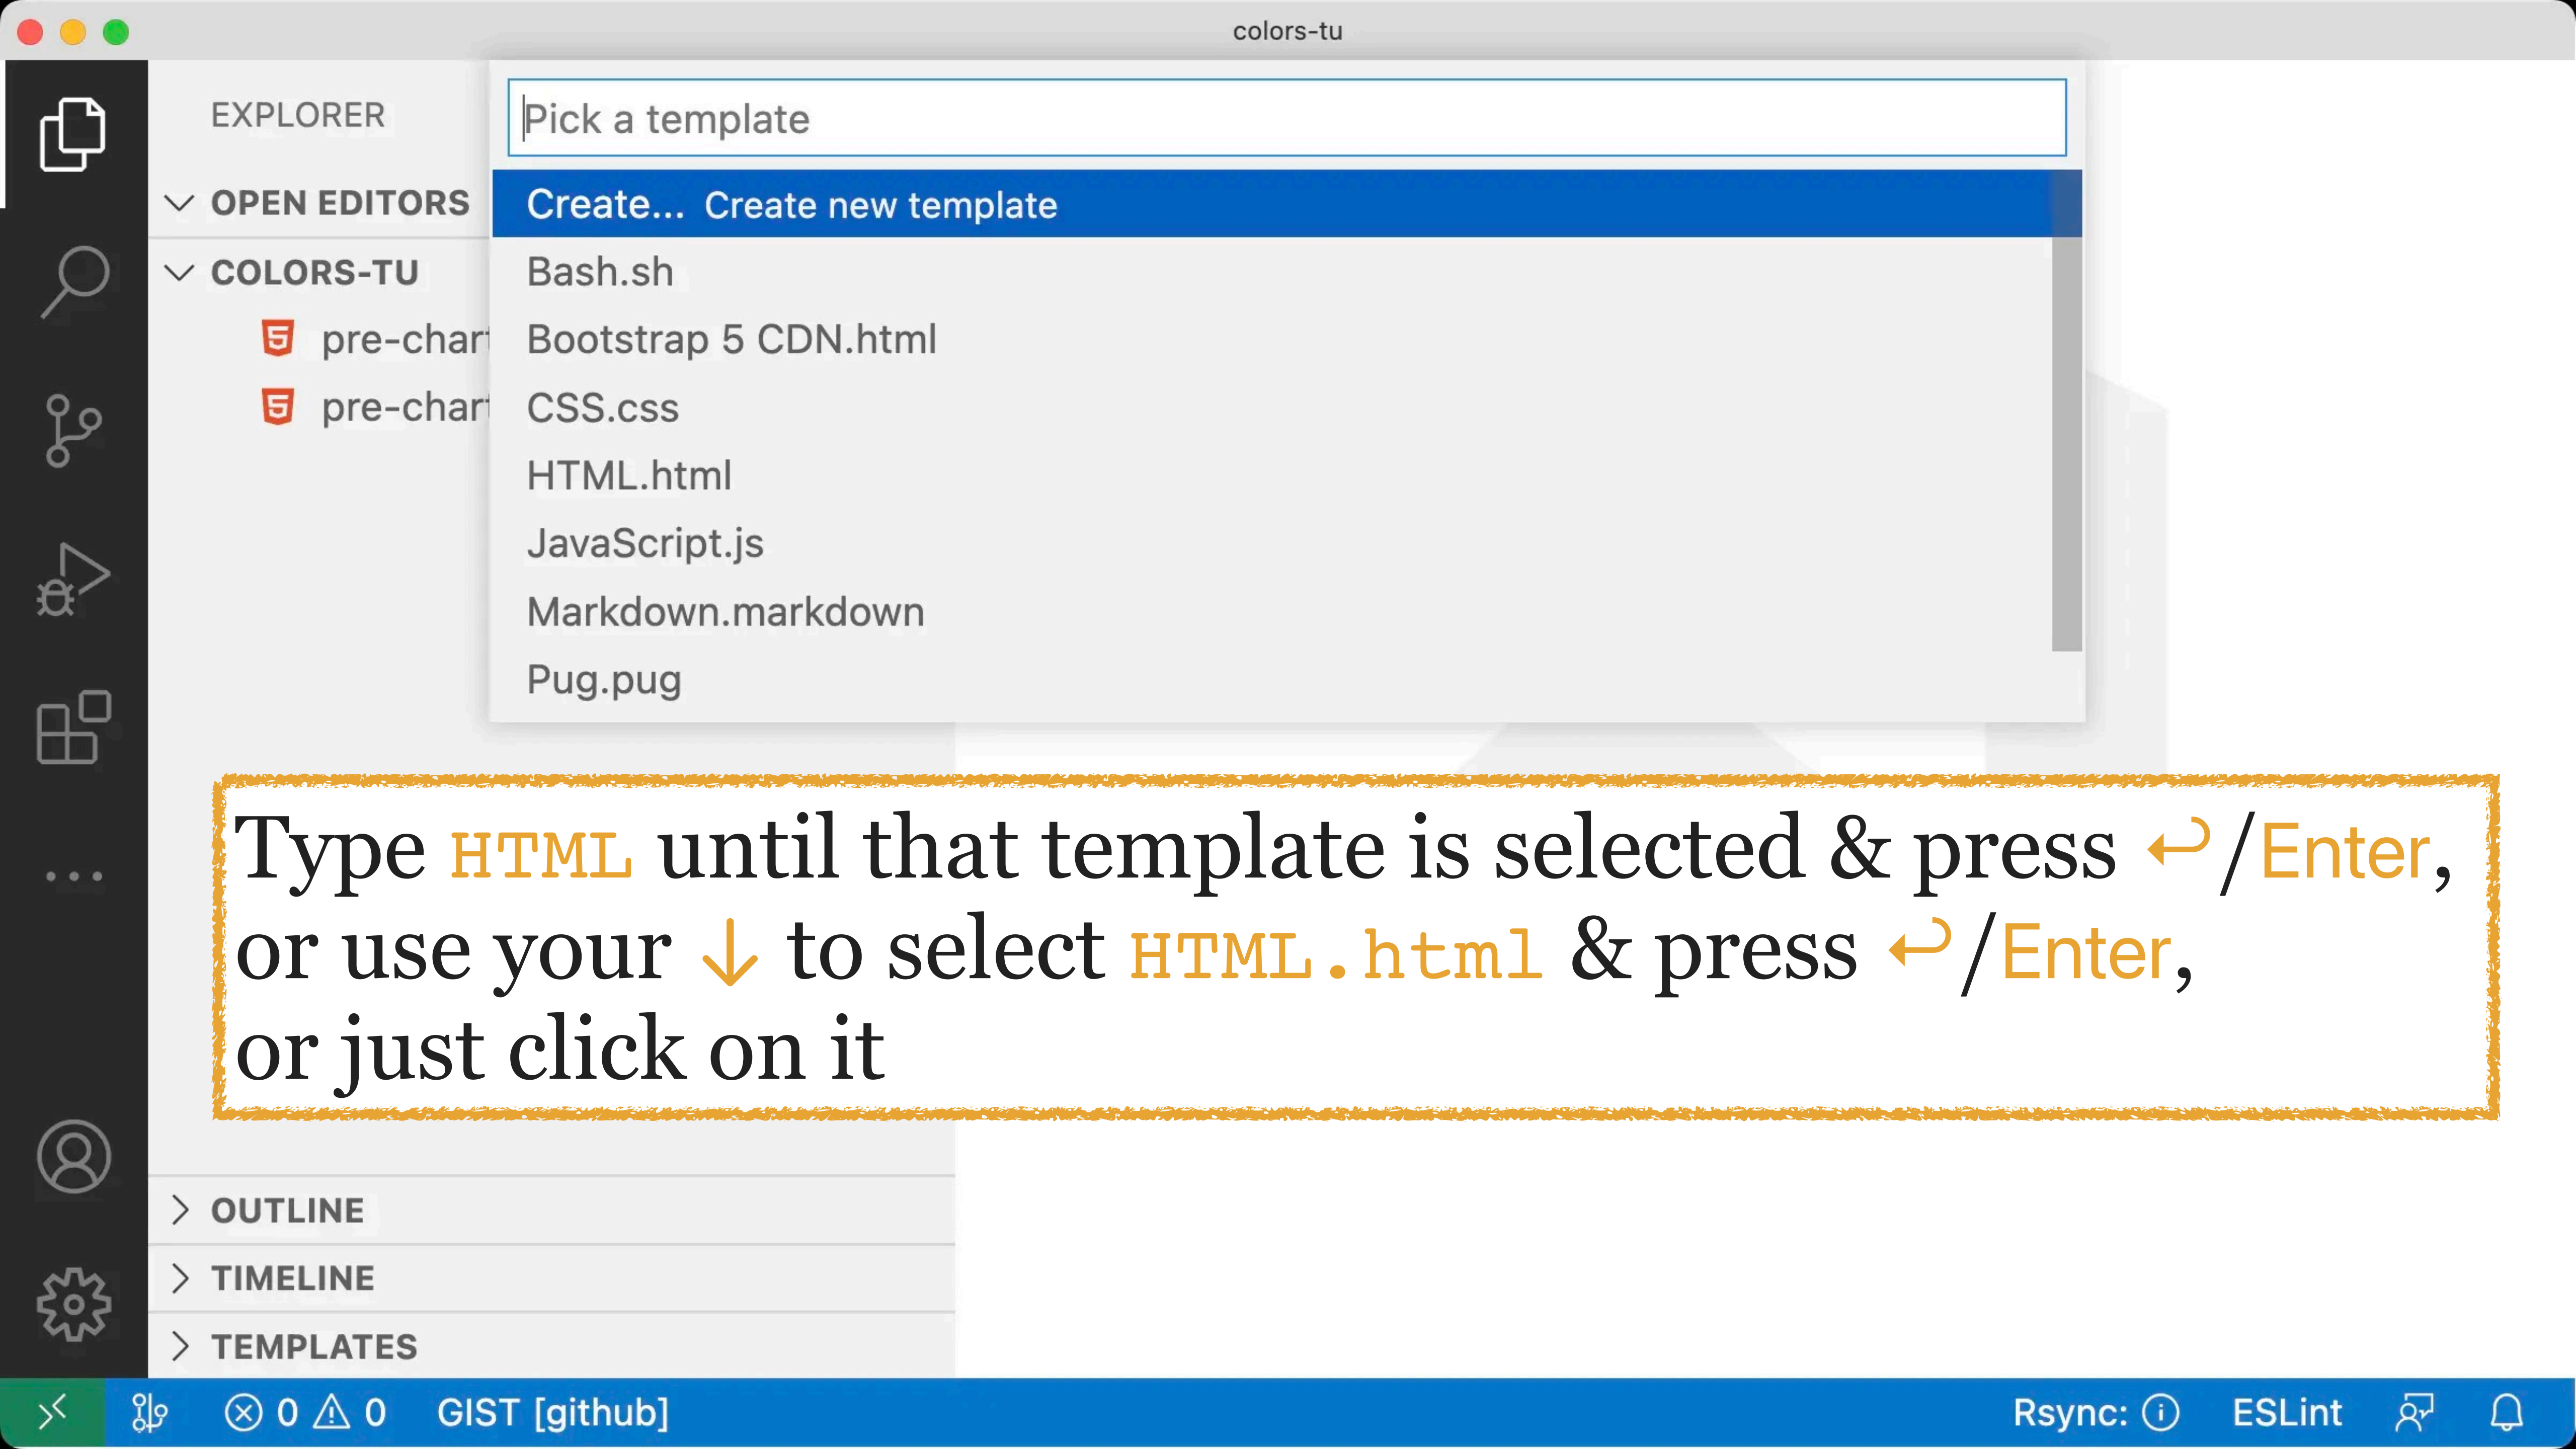 colors-tu
EXPLORER
Pick a template
OPEN EDITORS
Create... Create new template
COLORS-TU
Bash.sh
pre-chart
Bootstrap 5 CDN.html
pre-chart
CSS.css
HTML.html
JavaScript.js
Markdown.markdown
Pug.pug
Type HTML until that template is selected & press ↩/Enter,
or use your ↓ to select HTML.html & press ↩/Enter,
or just click on it
OUTLINE
TIMELINE
TEMPLATES
0 0 GIST [github] Rsync: ESLint